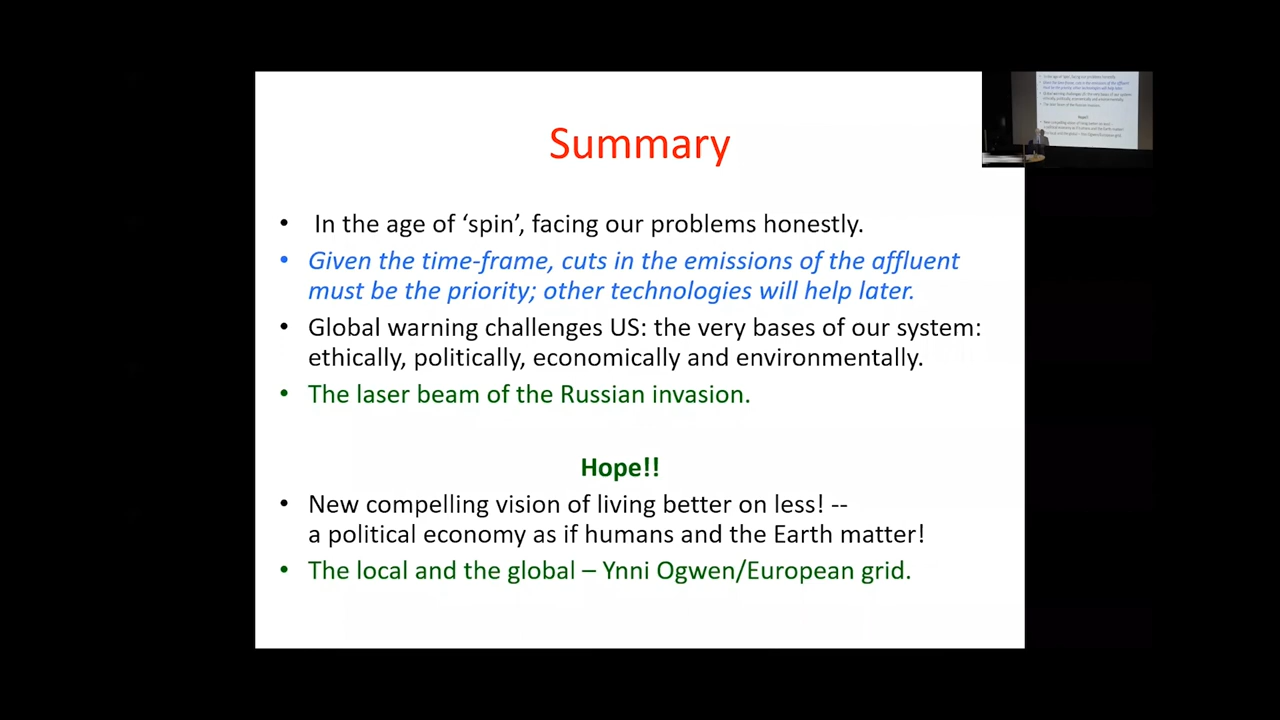 Summary
• In the age of ‘spin’, facing our problems honestly.
• Given the time-frame, cuts in the emissions of the affluent
must be the priority; other technologies will help later.
• Global warning challenges US: the very bases of our system:
ethically, politically, economically and environmentally.
• The laser beam of the Russian invasion.
Hope!!
• New compelling vision of living better on less! --
a political economy as if humans and the Earth matter!
• The local and the global – Ynni Ogwen/European grid.